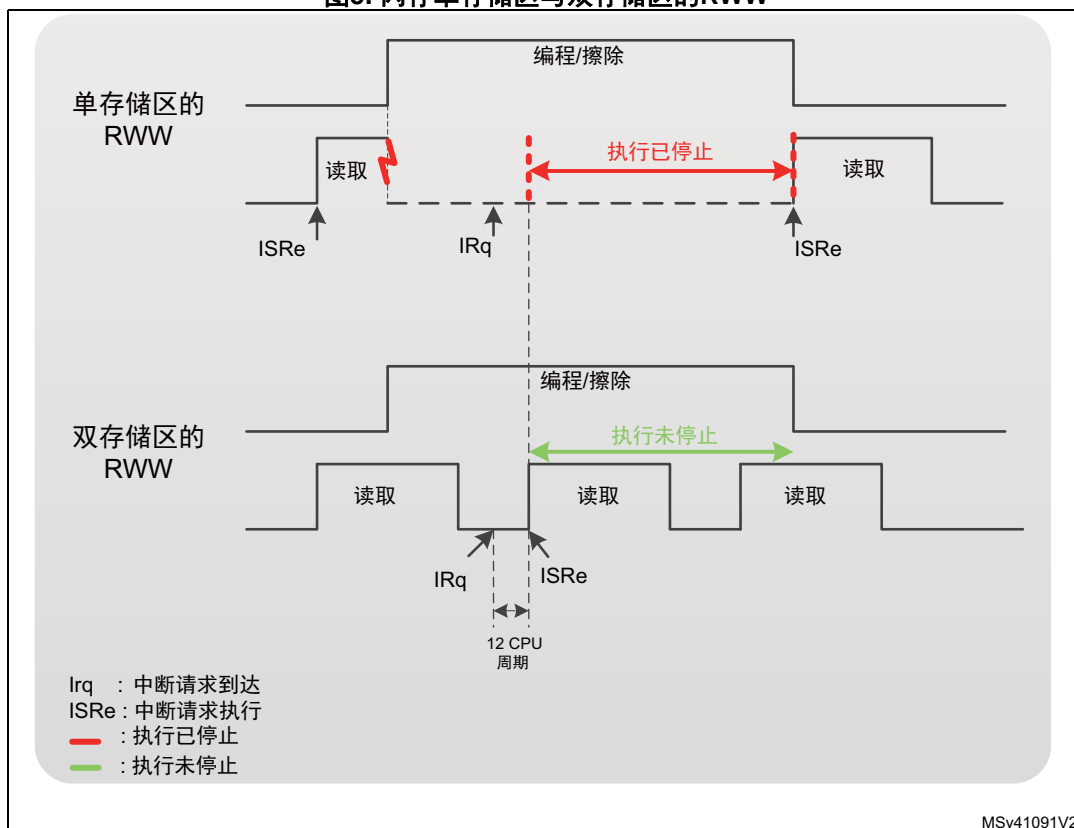 编程/擦除
单存储区的
RWW
执行已停止
读取
读取
ISRe
IRq
ISRe
编程/擦除
双存储区的
RWW
执行未停止
读取
读取
读取
IRq
ISRe
12 CPU
周期
Irq : 中断请求到达
ISRe : 中断请求执行
: 执行已停止
: 执行未停止
MSv41091V2